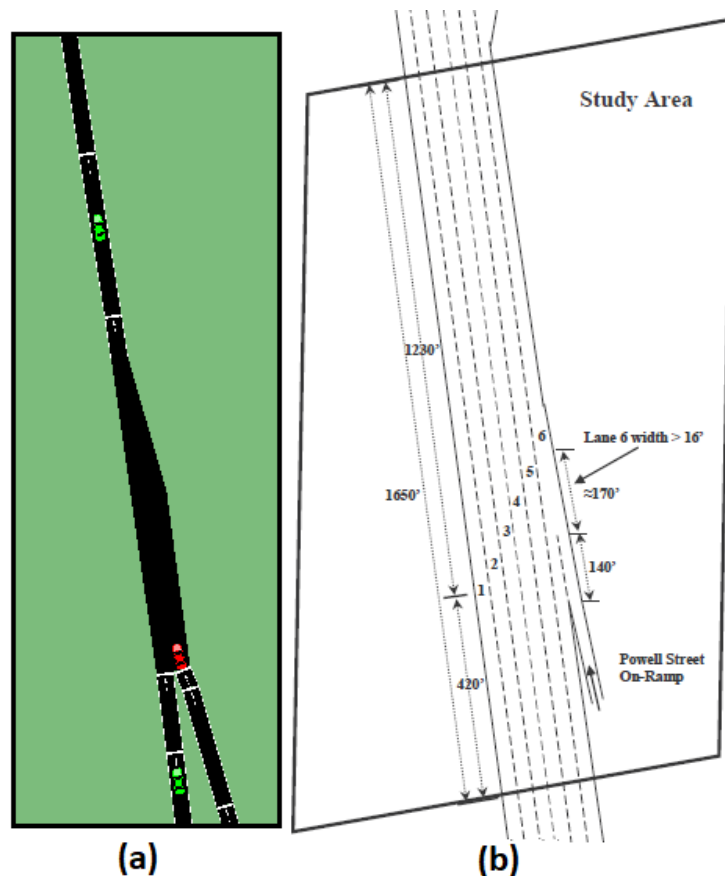 Study Area
1230'
6
Lane 6 width > 16'
5
≈170'
1650'
4
3
2
140'
1
Powell Street
On-Ramp
420'
(a)
(b)